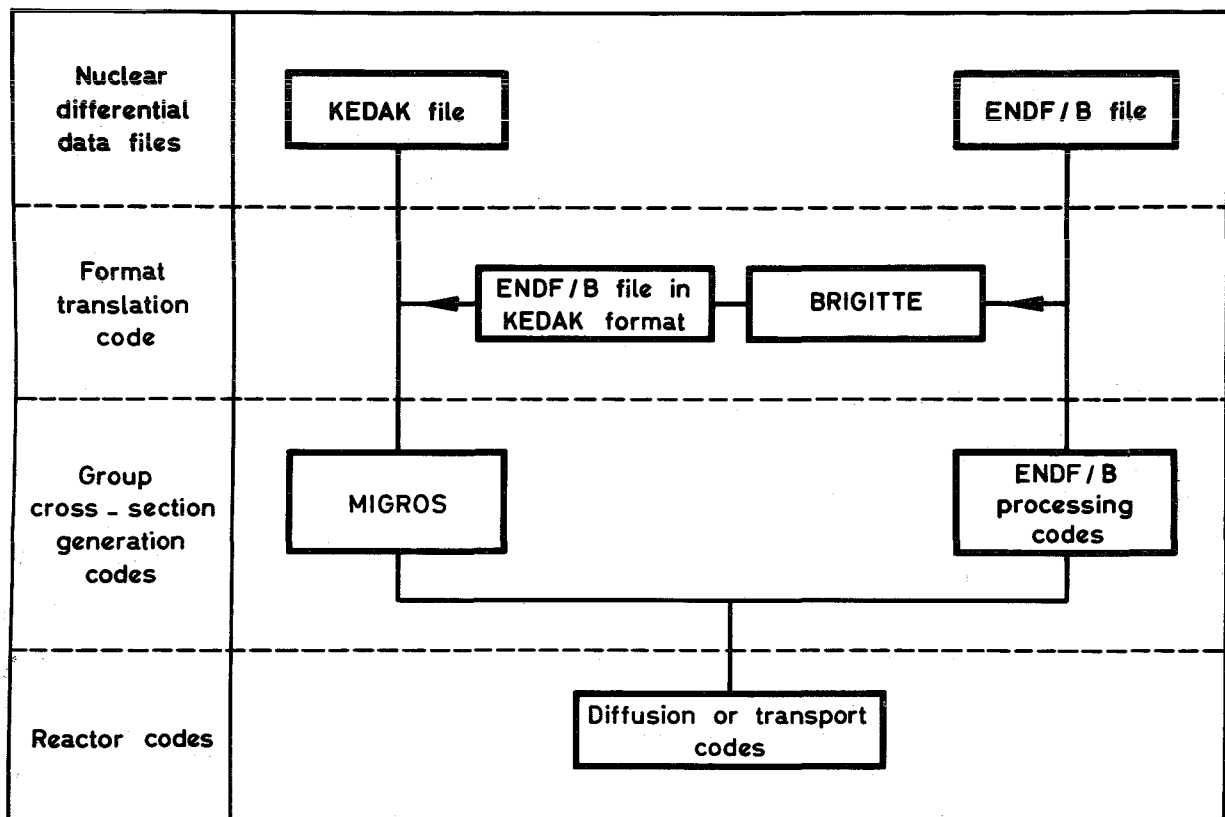 Nuclear
differential
data files
KEDAK file
ENDF/B file
Format
translation
code
ENDF/B file in
KEDAK format
BRIGITTE
Group
cross-section
generation
codes
MIGROS
ENDF/B
processing
codes
Reactor codes
Diffusion or transport
codes